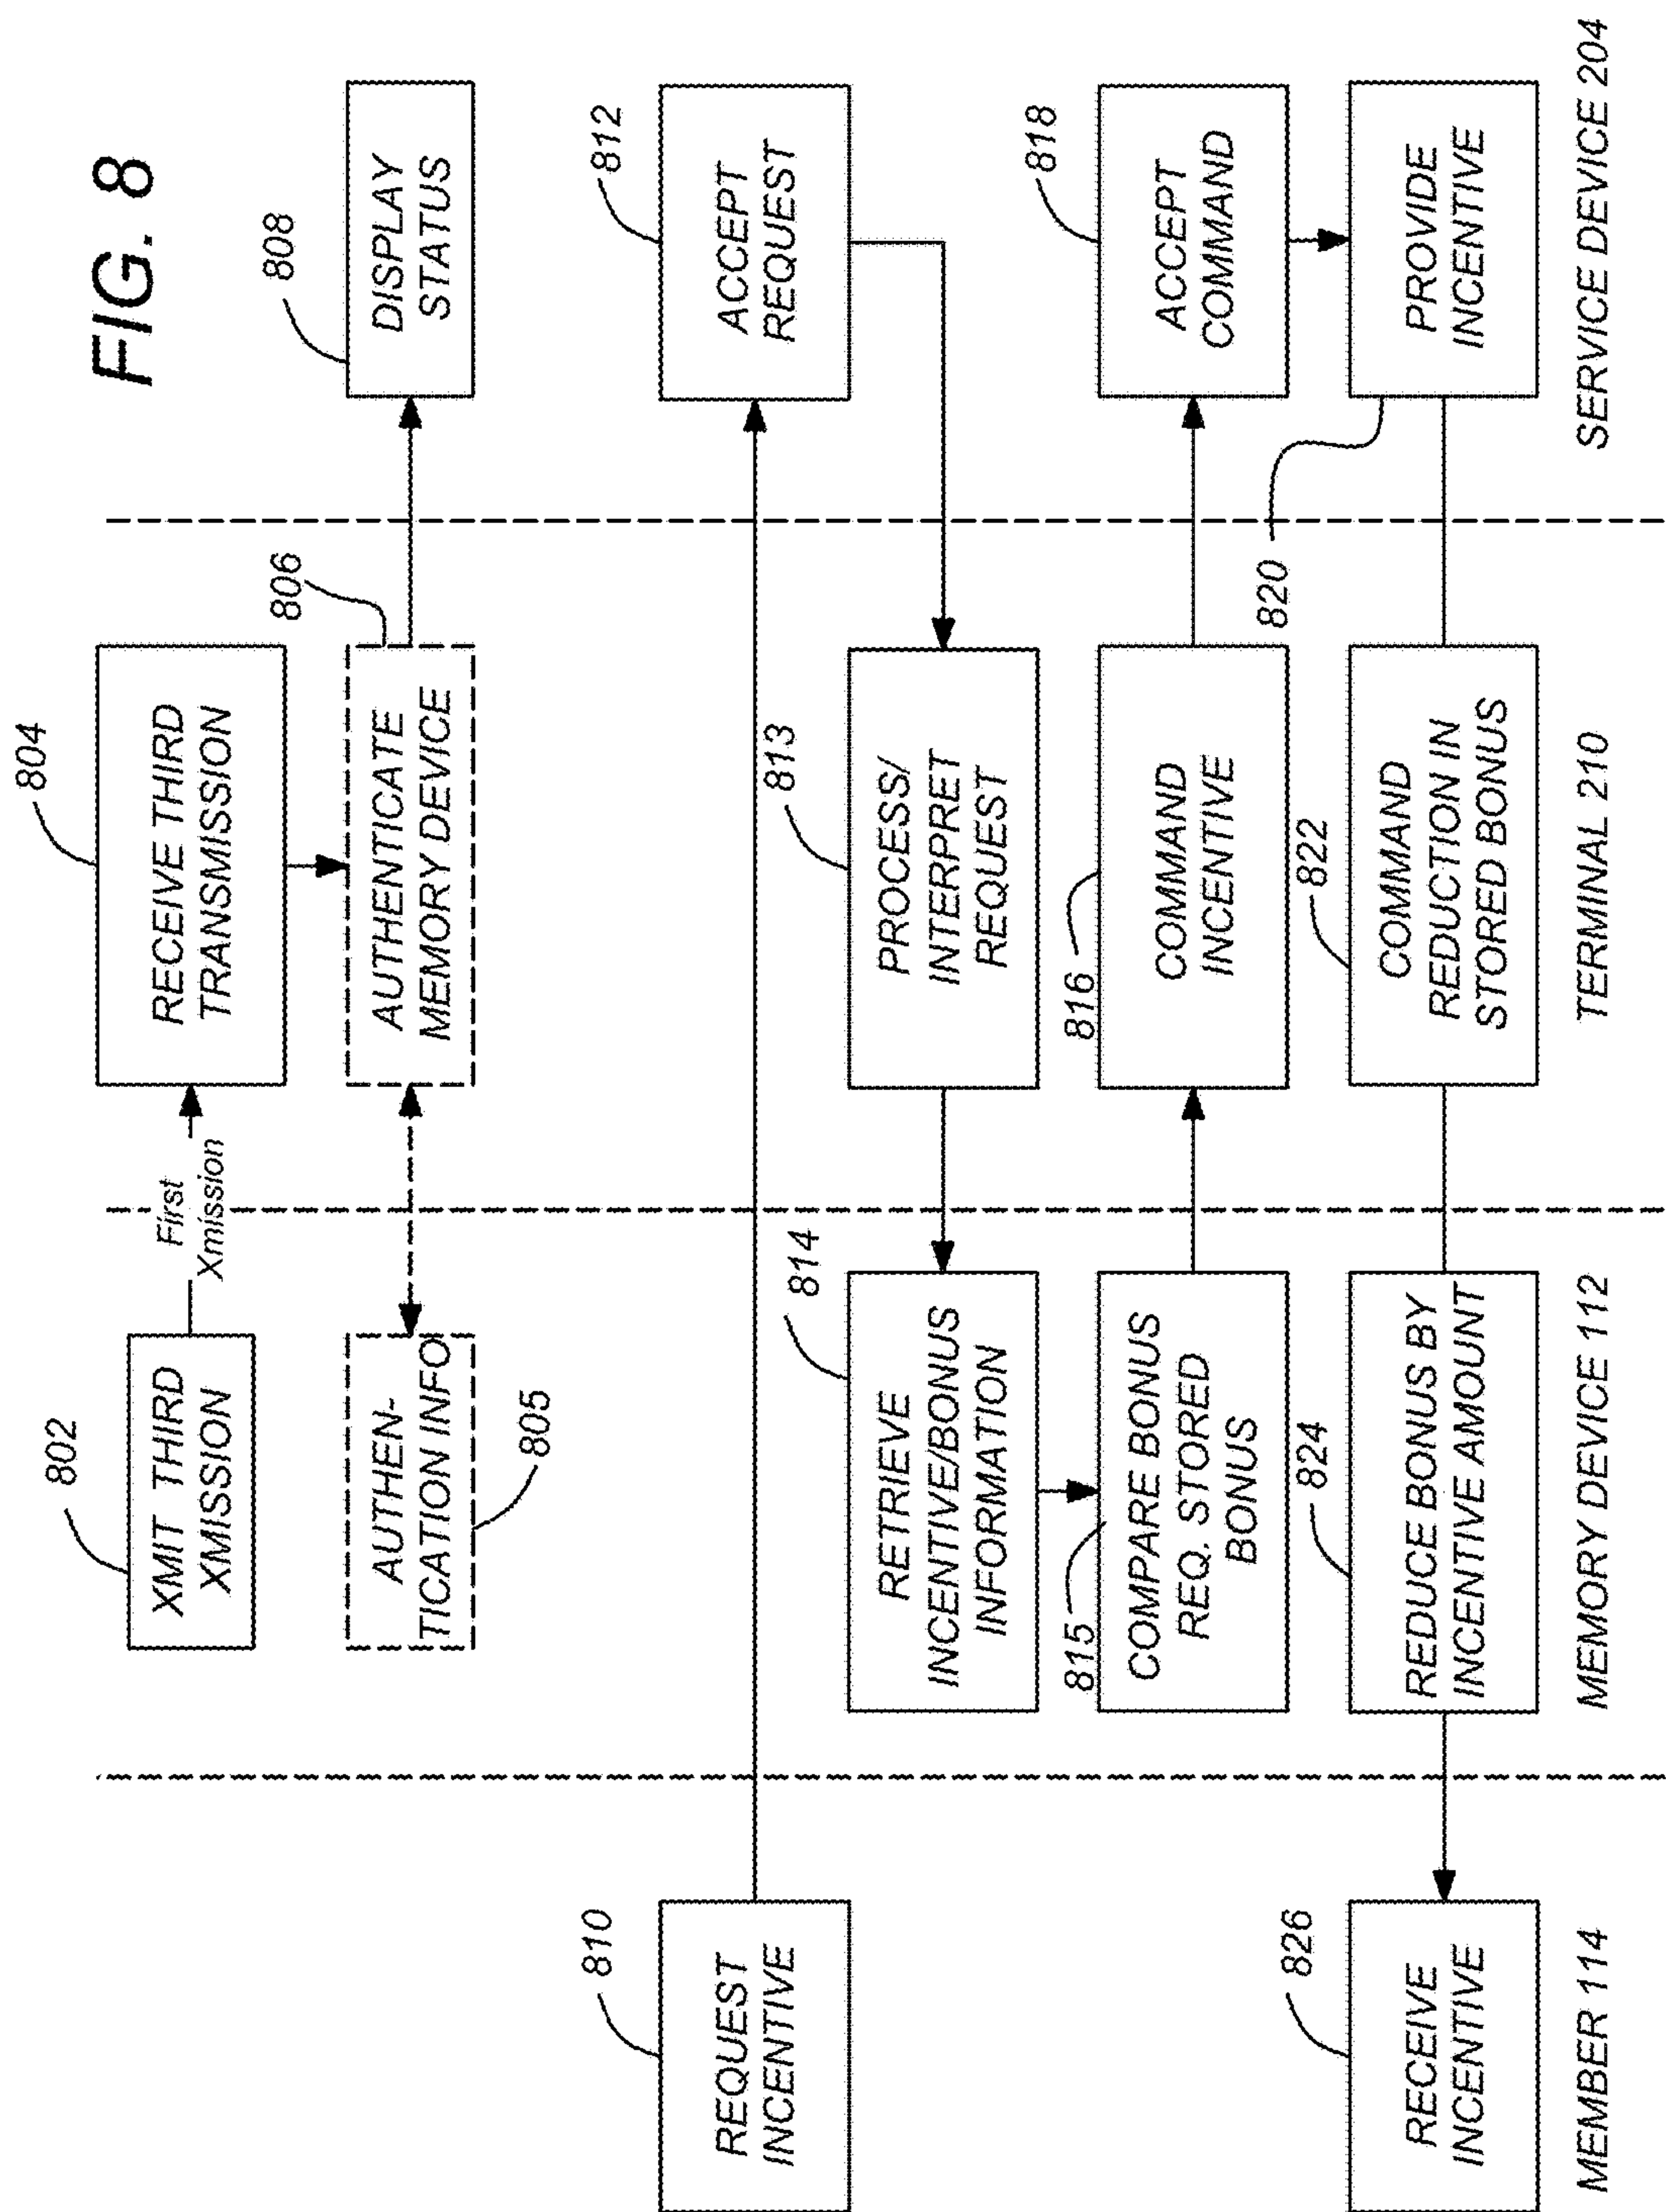 FIG. 8
802
XMIT THIRD
XMISSION
First
Xmission
804
RECEIVE THIRD
TRANSMISSION
AUTHEN-
TICATION INFO
805
806
AUTHENTICATE
MEMORY DEVICE
808
DISPLAY
STATUS
810
REQUEST
INCENTIVE
812
ACCEPT
REQUEST
814
RETRIEVE
INCENTIVE/BONUS
INFORMATION
813
PROCESS/
INTERPRET
REQUEST
815
COMPARE BONUS
REQ. STORED
BONUS
816
COMMAND
INCENTIVE
818
ACCEPT
COMMAND
826
RECEIVE
INCENTIVE
824
REDUCE BONUS BY
INCENTIVE AMOUNT
822
COMMAND
REDUCTION IN
STORED BONUS
820
PROVIDE
INCENTIVE
MEMBER 114
MEMORY DEVICE 112
TERMINAL 210
SERVICE DEVICE 204